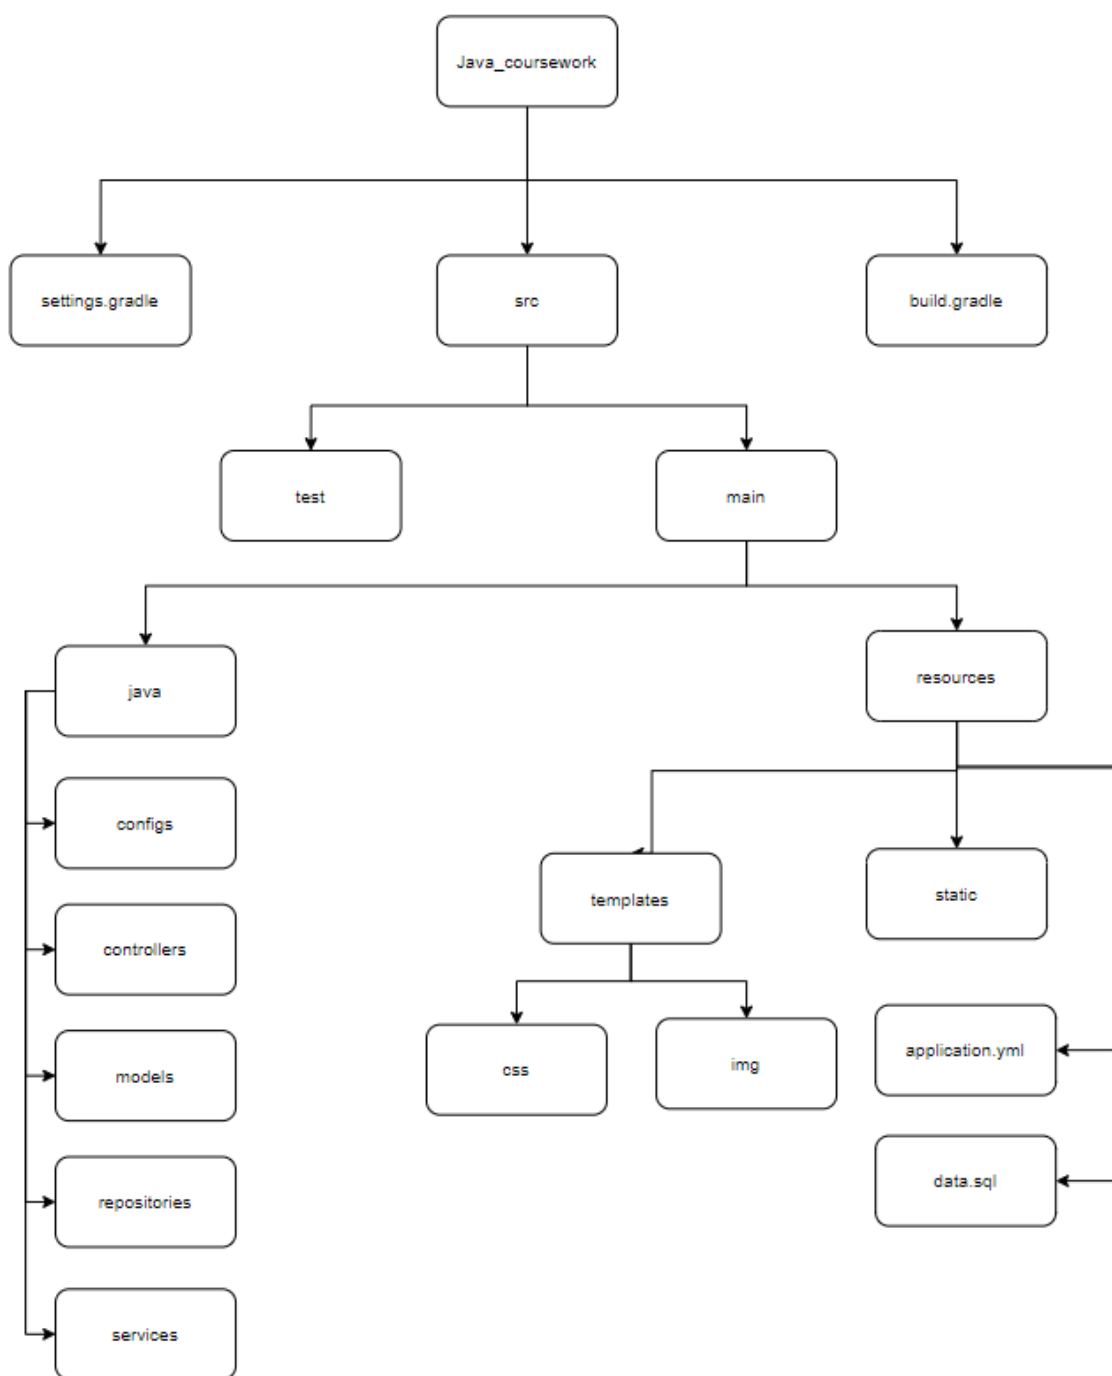 Java_coursework
settings.gradle
src
build.gradle
test
main
java
resources
configs
templates
static
controllers
css
img
application.yml
models
data.sql
repositories
services